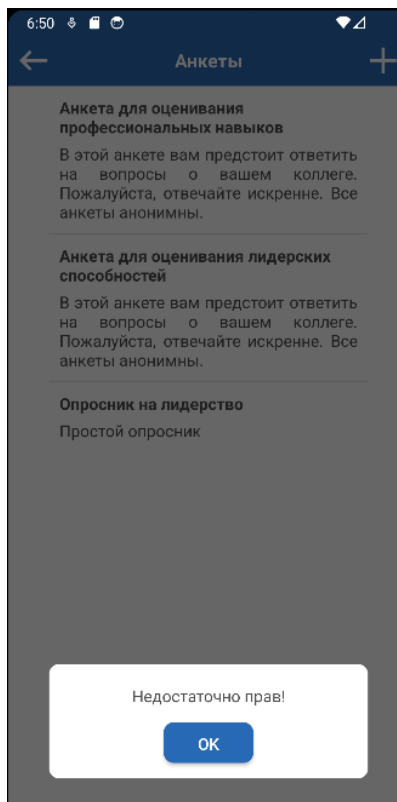 6:50
Анкеты
Анкета для оценивания
профессиональных навыков
В этой анкете вам предстоит ответить
на вопросы о вашем коллеге.
Пожалуйста, отвечайте искренне. Все
анкеты анонимны.
Анкета для оценивания лидерских
способностей
В этой анкете вам предстоит ответить
на вопросы о вашем коллеге.
Пожалуйста, отвечайте искренне. Все
анкеты анонимны.
Опросник на лидерство
Простой опросник
Недостаточно прав!
ОК